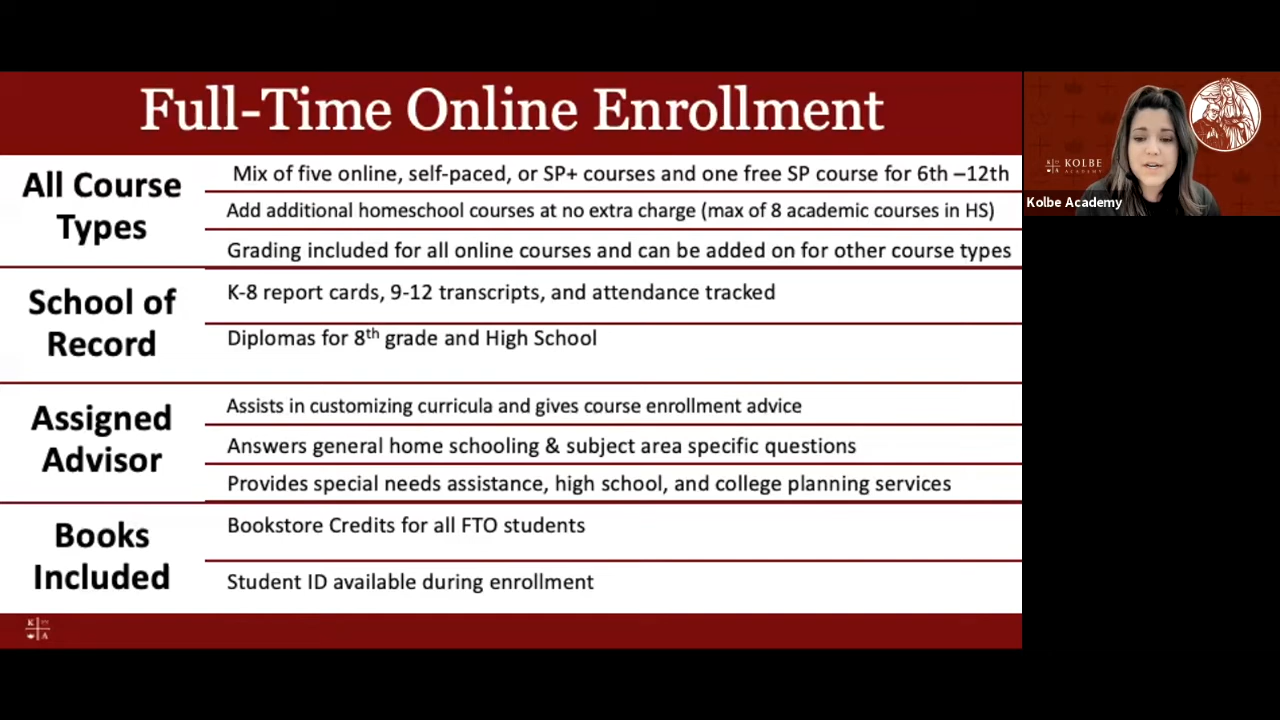 Full-Time Online Enrollment
All Course
Types
Mix of five online, self-paced, or SP+ courses and one free SP course for 6th –12th
Add additional homeschool courses at no extra charge (max of 8 academic courses in HS)
Grading included for all online courses and can be added on for other course types
School of
Record
K-8 report cards, 9-12 transcripts, and attendance tracked
Diplomas for 8th grade and High School
Assigned
Advisor
Assists in customizing curricula and gives course enrollment advice
Answers general home schooling & subject area specific questions
Provides special needs assistance, high school, and college planning services
Books
Included
Bookstore Credits for all FTO students
Student ID available during enrollment
K
A
K
A
KOLBE
ACADEMY
Kolbe Academy